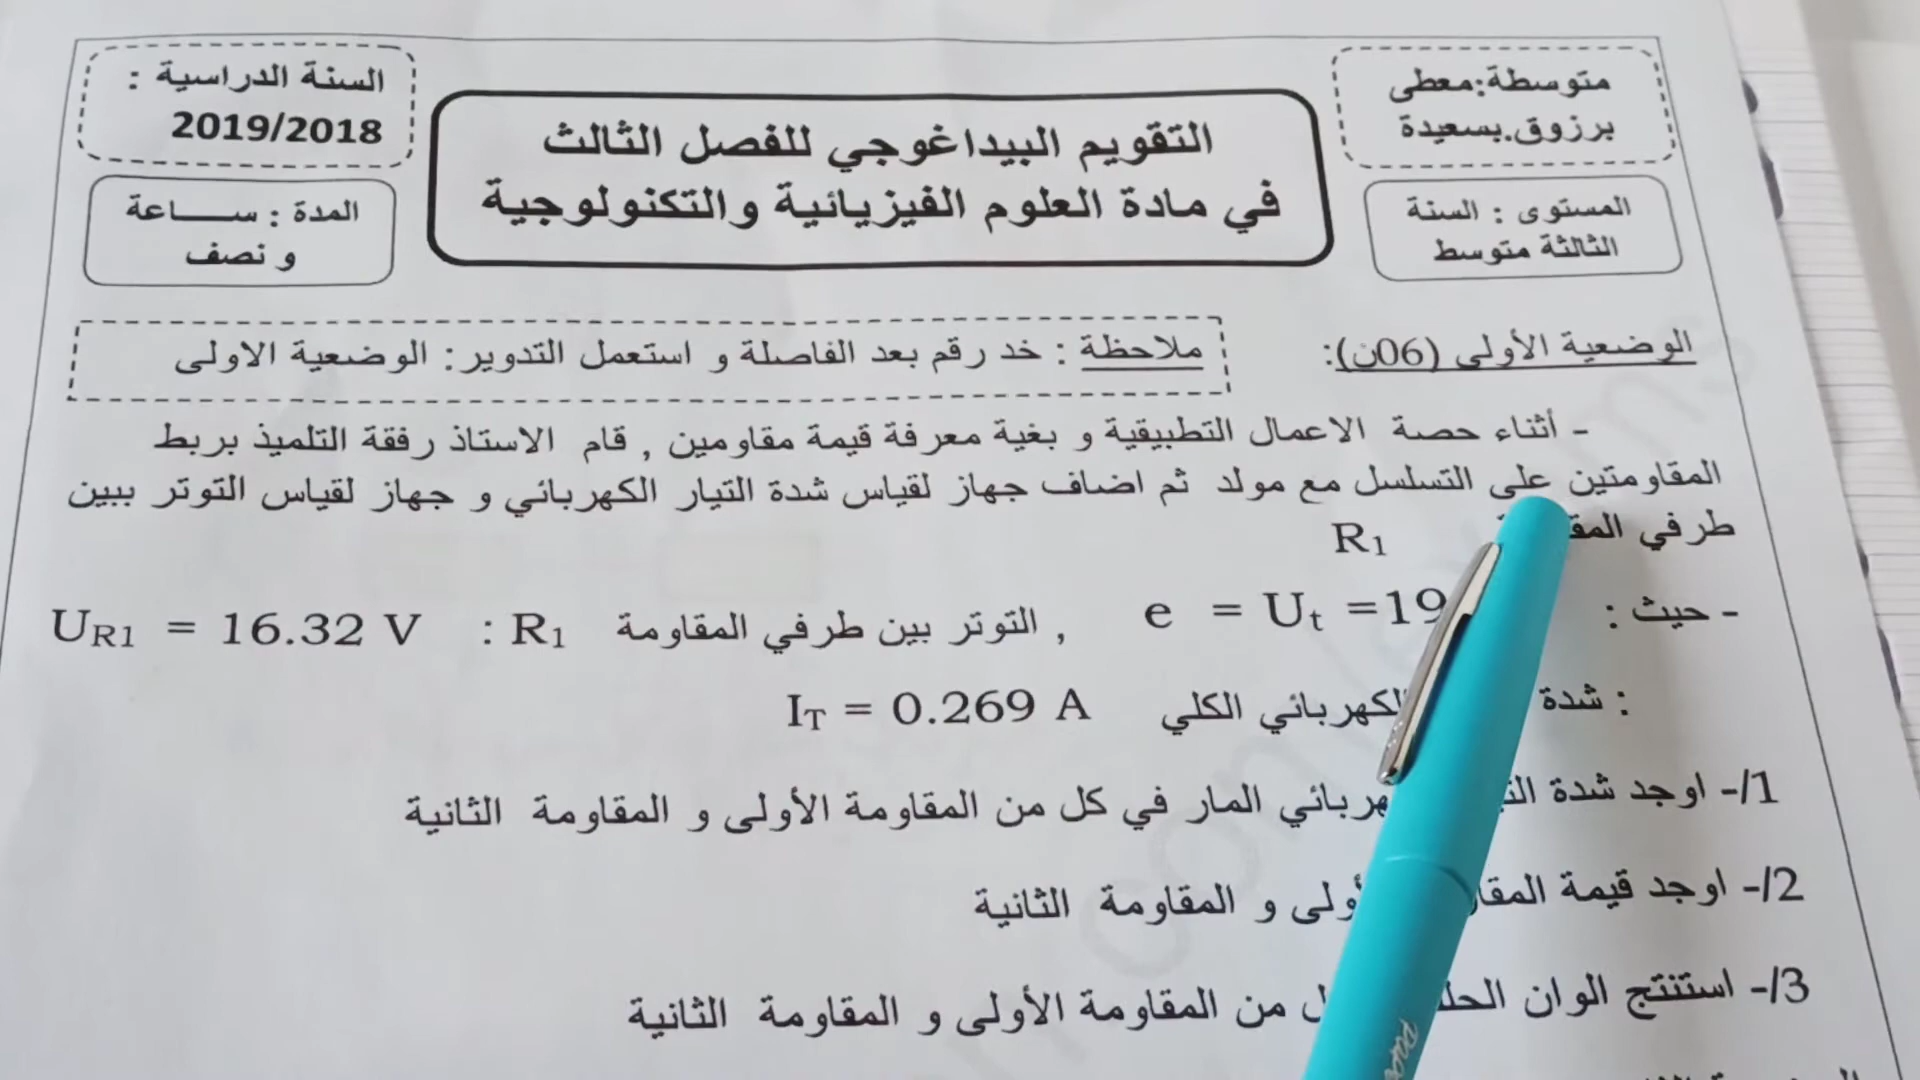 متوسطة:معطى
برزوق.بسعيدة
المستوى : السنة
الثالثة متوسط
التقويم البيداغوجي للفصل الثالث
في مادة العلوم الفيزيائية والتكنولوجية
السنة الدراسية :
2019/2018
المدة : ســـاعة
و نصف
الوضعية الأولى (06ن):
ملاحظة : خد رقم بعد الفاصلة و استعمل التدوير: الوضعية الاولى
- أثناء حصة الاعمال التطبيقية و بغية معرفة قيمة مقاومين , قام الاستاذ رفقة التلميذ بربط
المقاومتين على التسلسل مع مولد ثم اضاف جهاز لقياس شدة التيار الكهربائي و جهاز لقياس التوتر ببين
طرفي R1
- حيث : e = Ut =19 , التوتر بين طرفي المقاومة R1 : UR1 = 16.32 V
: شدة الكهربائي الكلي IT = 0.269 A
1/- اوجد شدة المار في كل من المقاومة الأولى و المقاومة الثانية
2/- اوجد قيمة و المقاومة الثانية
3/- استنتج الوان من المقاومة الأولى و المقاومة الثانية